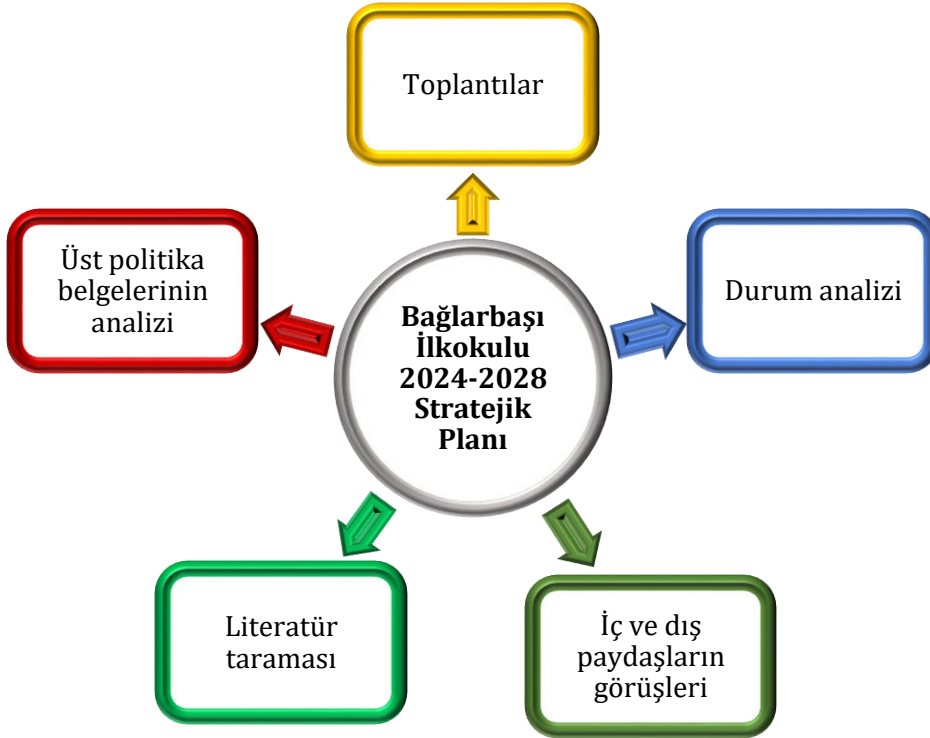 Toplantılar
Üst politika
belgelerinin
analizi
Durum analizi
Bağlarbaşı
İlkokulu
2024-2028
Stratejik
Planı
Literatür
taraması
İç ve dış
paydaşların
görüşleri